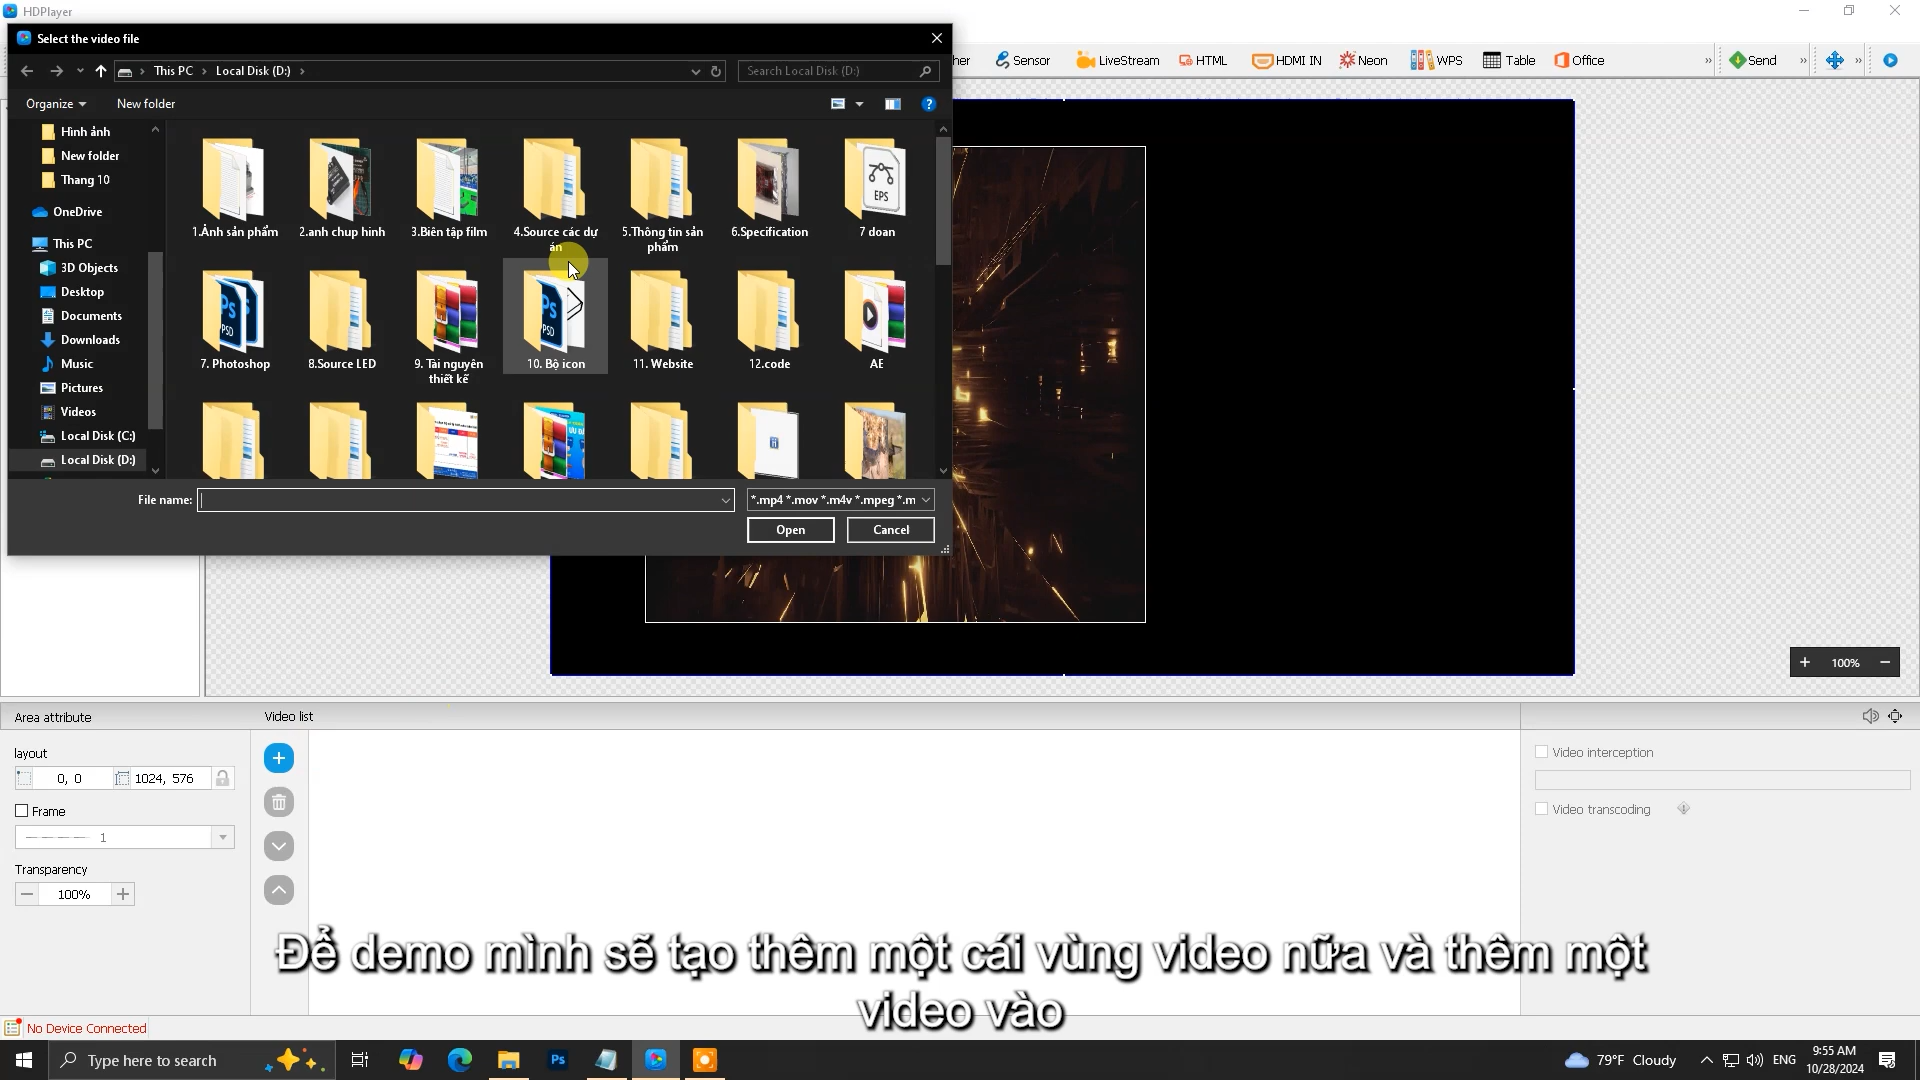 HDPlayer
Select the video file
This PC > Local Disk (D:) >
Search Local Disk (D:)
Sensor
LiveStream
HTML
HDMI IN
Neon
WPS
Table
Office
»
Send
»
»
Organize
New folder
Hình ảnh
New folder
Thang 10
OneDrive
This PC
3D Objects
Desktop
Documents
Downloads
Music
Pictures
Videos
Local Disk (C:)
Local Disk (D:)
EPS
1.Ảnh sản phẩm
2.anh chup hinh
3.Biên tập film
4.Source các dự án
5.Thông tin sản phẩm
6.Specification
7 doan
7. Photoshop
8.Source LED
9. Tài nguyên thiết kế
10. Bộ icon
11. Website
12.code
AE
File name:
*.mp4 *.mov *.m4v *.mpeg *.m
Open
Cancel
+ 100% −
Area attribute
Video list
layout
0, 0
1024, 576
Frame
1
Transparency
100%
Video interception
Video transcoding
Để demo mình sẽ tạo thêm một cái vùng video nữa và thêm một
video vào
No Device Connected
Type here to search
79°F Cloudy
ENG
9:55 AM
10/28/2024